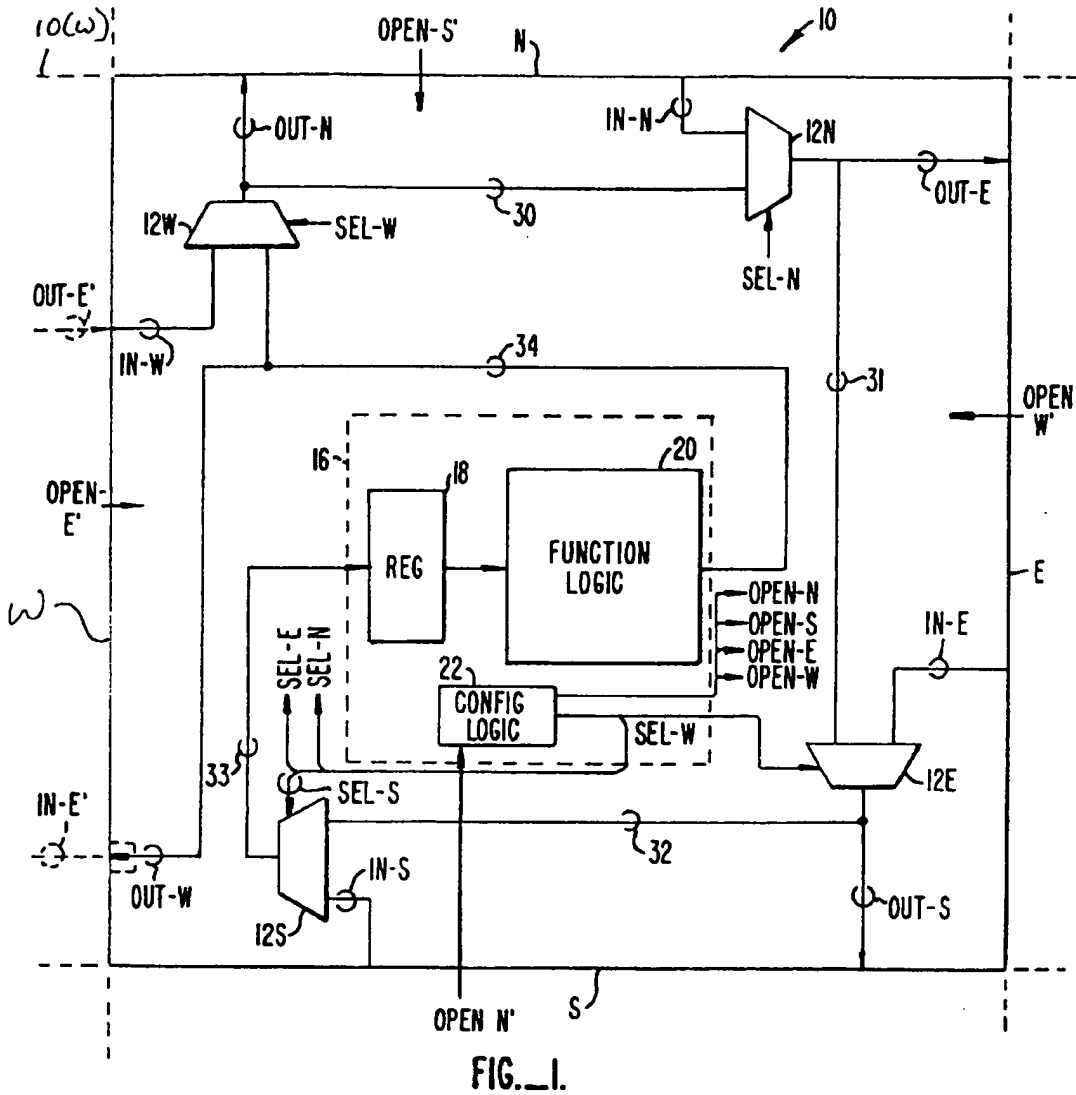 10(W)
OPEN-S'
N
10
OUT-N
IN-N
12N
OUT-E
30
12W
SEL-W
SEL-N
OUT-E'
IN-W
34
31
OPEN
W'
16
18
20
OPEN-
E'
REG
FUNCTION
LOGIC
E
W
OPEN-N
OPEN-S
OPEN-E
OPEN-W
IN-E
SEL-E
SEL-N
22
CONFIG
LOGIC
SEL-W
33
SEL-S
12E
IN-E'
32
OUT-W
IN-S
12S
OUT-S
OPEN N'
S
FIG._1.